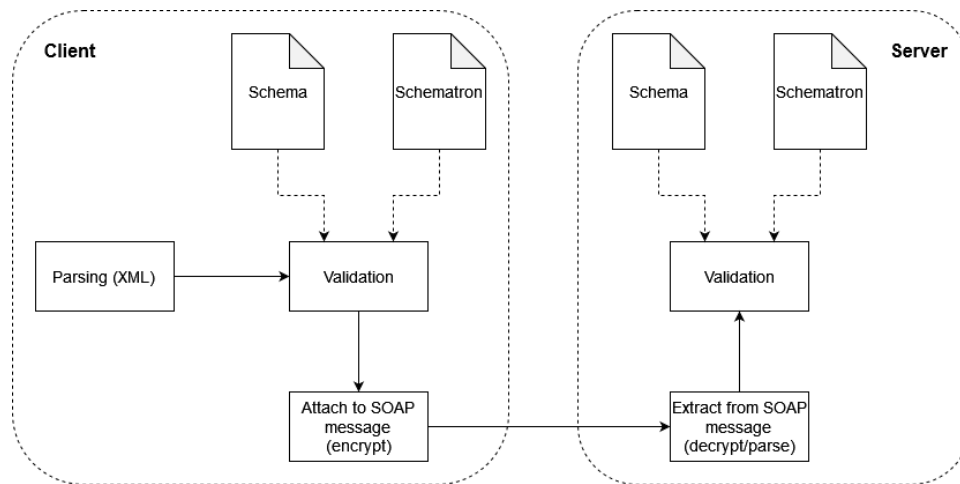 Client
Server
Schema
Schematron
Schema
Schematron
Parsing (XML)
Validation
Validation
Attach to SOAP
message
(encrypt)
Extract from SOAP
message
(decrypt/parse)